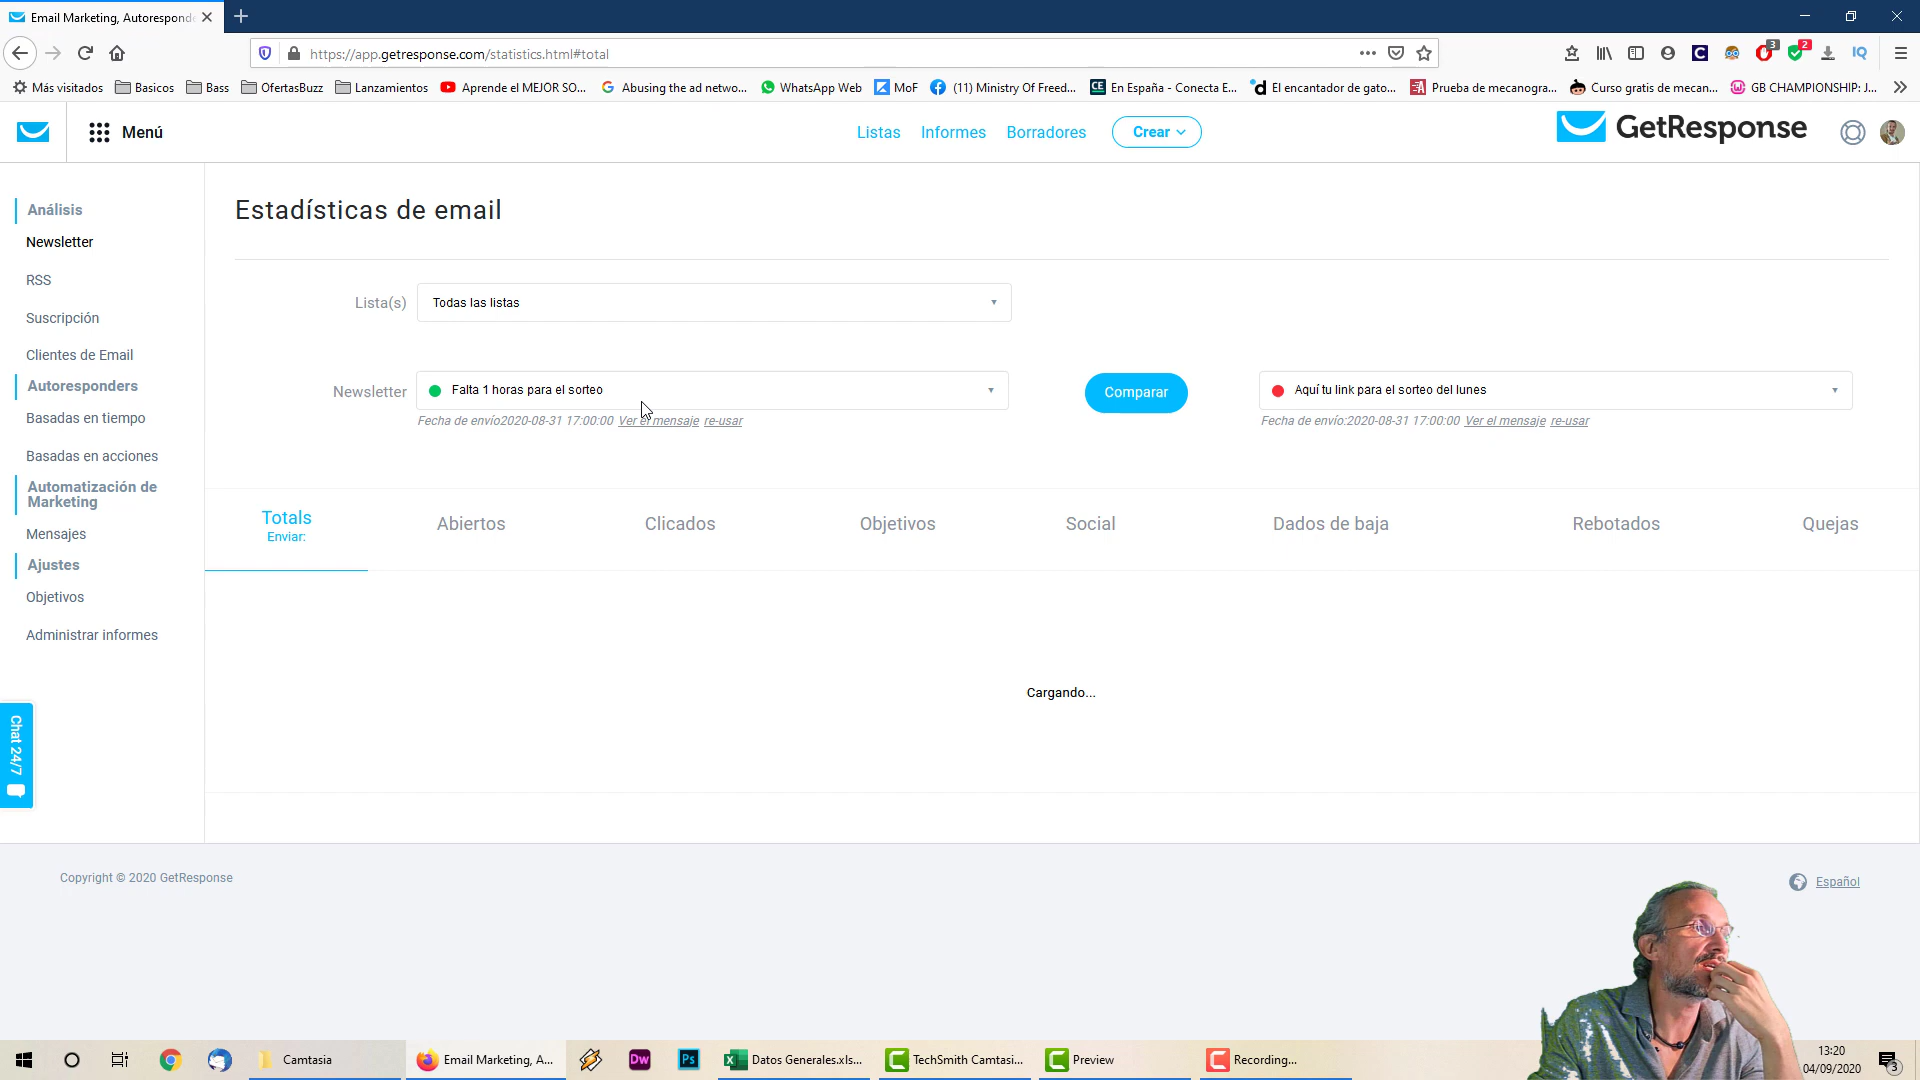 Email Marketing, Autoresponde
https://app.getresponse.com/statistics.html#total
3
2
IQ
Más visitados
Basicos
Bass
OfertasBuzz
Lanzamientos
Aprende el MEJOR SO...
Abusing the ad netwo...
WhatsApp Web
MoF
(11) Ministry Of Freed...
En España - Conecta E...
El encantador de gato...
Prueba de mecanogra...
Curso gratis de mecan...
GB CHAMPIONSHIP: J...
Menú
Listas
Informes
Borradores
Crear
GetResponse
Análisis
Newsletter
RSS
Suscripción
Clientes de Email
Autoresponders
Basadas en tiempo
Basadas en acciones
Automatización de
Marketing
Mensajes
Ajustes
Objetivos
Administrar informes
Chat 24/7
Estadísticas de email
Lista(s)
Todas las listas
Newsletter
Falta 1 horas para el sorteo
Fecha de envío2020-08-31 17:00:00 Ver el mensaje re-usar
Comparar
Aquí tu link para el sorteo del lunes
Fecha de envío:2020-08-31 17:00:00 Ver el mensaje re-usar
Totals
Enviar:
Abiertos
Clicados
Objetivos
Social
Dados de baja
Rebotados
Quejas
Cargando...
Copyright © 2020 GetResponse
Español
Camtasia
Email Marketing, A...
Dw
Ps
Datos Generales.xls...
TechSmith Camtasi...
Preview
Recording...
13:20
04/09/2020
3